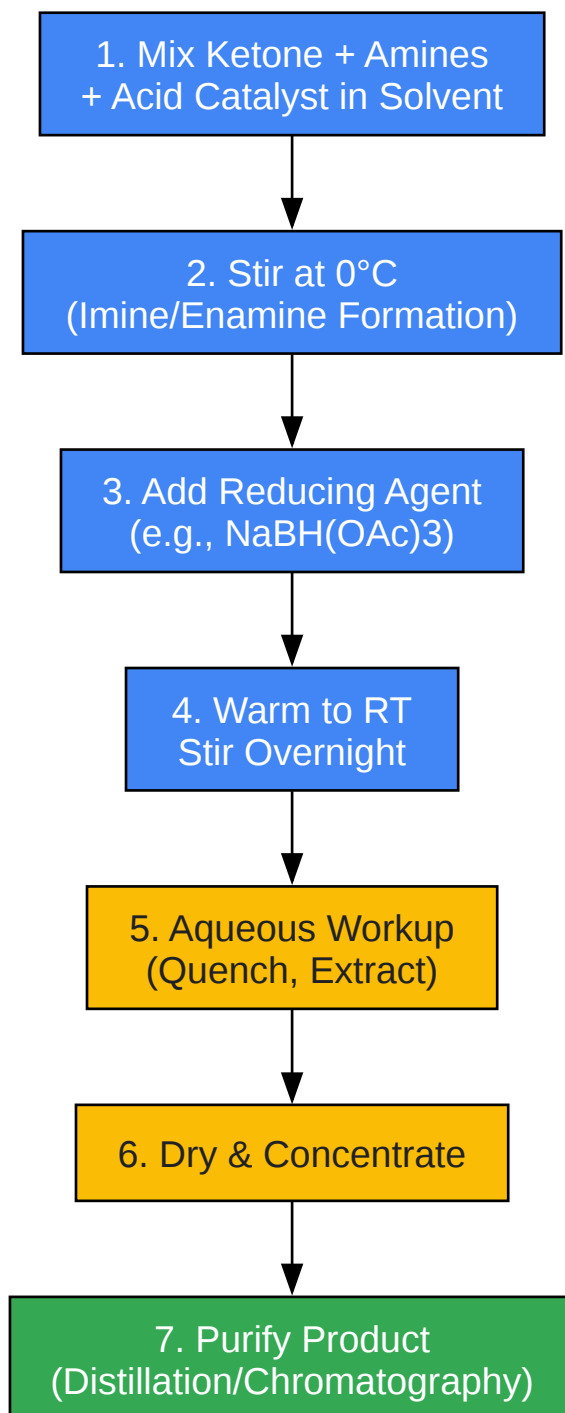 1. Mix Ketone + Amines
+ Acid Catalyst in Solvent
2. Stir at 0°C
(Imine/Enamine Formation)
3. Add Reducing Agent
(e.g., NaBH(OAc)3)
4. Warm to RT
Stir Overnight
5. Aqueous Workup
(Quench, Extract)
6. Dry & Concentrate
7. Purify Product
(Distillation/Chromatography)